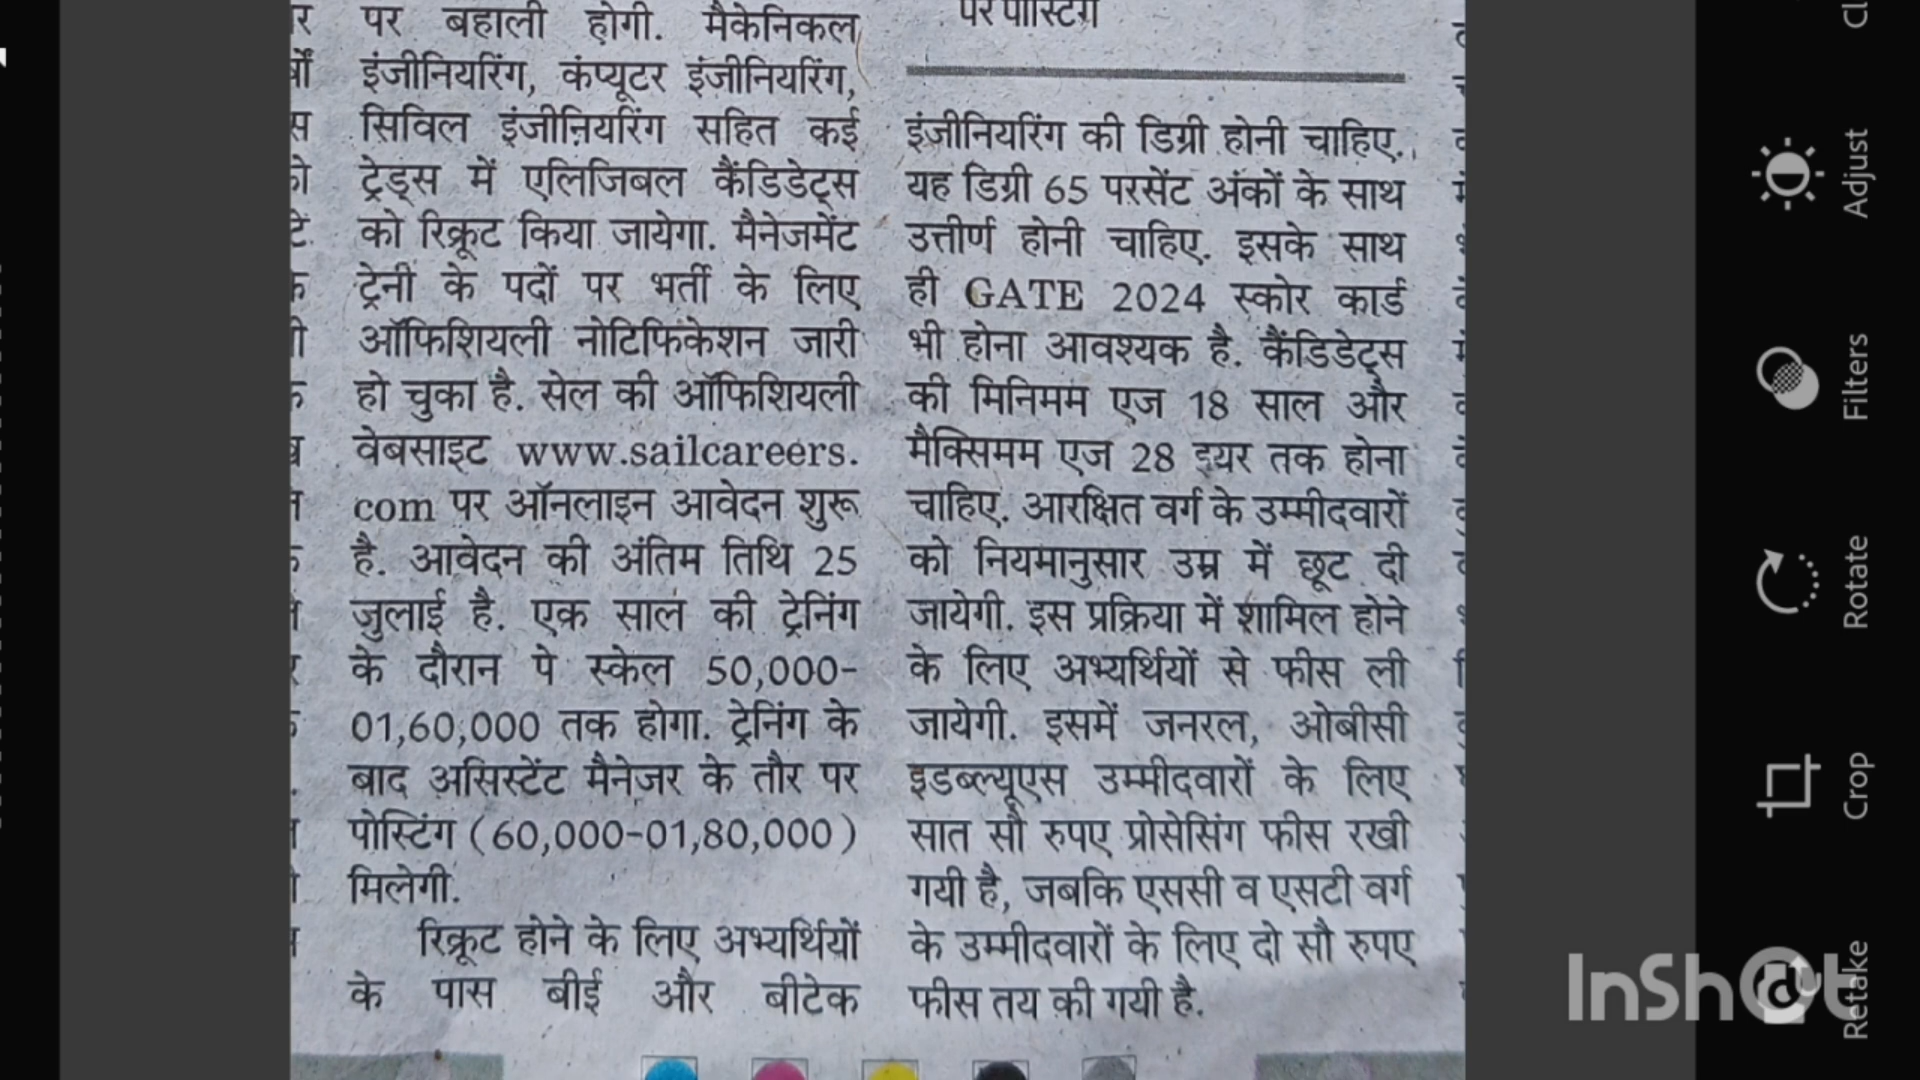 पर बहाली होगी. मैकेनिकल
इंजीनियरिंग, कंप्यूटर इंजीनियरिंग,
सिविल इंजीनियरिंग सहित कई
ट्रेड्स में एलिजिबल कैंडिडेट्स
को रिक्रूट किया जायेगा. मैनेजमेंट
ट्रेनी के पदों पर भर्ती के लिए
ऑफिशियली नोटिफिकेशन जारी
हो चुका है. सेल की ऑफिशियली
वेबसाइट www.sailcareers.
com पर ऑनलाइन आवेदन शुरू
है. आवेदन की अंतिम तिथि 25
जुलाई है. एक साल की ट्रेनिंग
के दौरान पे स्केल 50,000-
01,60,000 तक होगा. ट्रेनिंग के
बाद असिस्टेंट मैनेजर के तौर पर
पोस्टिंग (60,000-01,80,000)
मिलेगी.
रिक्रूट होने के लिए अभ्यर्थियों
के पास बीई और बीटेक
पर पोस्टिंग
इंजीनियरिंग की डिग्री होनी चाहिए.
यह डिग्री 65 परसेंट अंकों के साथ
उत्तीर्ण होनी चाहिए. इसके साथ
ही GATE 2024 स्कोर कार्ड
भी होना आवश्यक है. कैंडिडेट्स
की मिनिमम एज 18 साल और
मैक्सिमम एज 28 इयर तक होना
चाहिए. आरक्षित वर्ग के उम्मीदवारों
को नियमानुसार उम्र में छूट दी
जायेगी. इस प्रक्रिया में शामिल होने
के लिए अभ्यर्थियों से फीस ली
जायेगी. इसमें जनरल, ओबीसी
इडब्ल्यूएस उम्मीदवारों के लिए
सात सौ रुपए प्रोसेसिंग फीस रखी
गयी है, जबकि एससी व एसटी वर्ग
के उम्मीदवारों के लिए दो सौ रुपए
फीस तय की गयी है.
Adjust
Filters
Rotate
Crop
Retake
InShOt